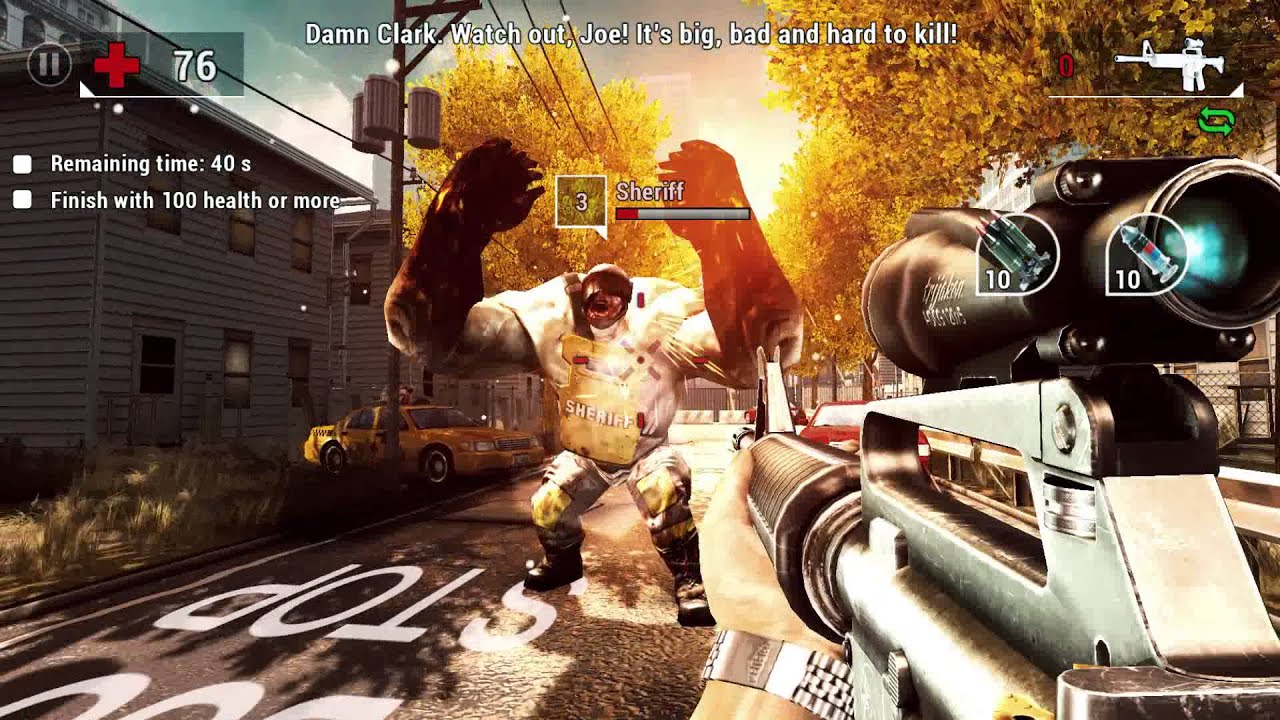 Damn Clark. Watch out, Joe! It's big, bad and hard to kill!
76
0
Remaining time: 40 s
Finish with 100 health or more
3
Sheriff
10
10
trijikon
SHERIFF
STOP